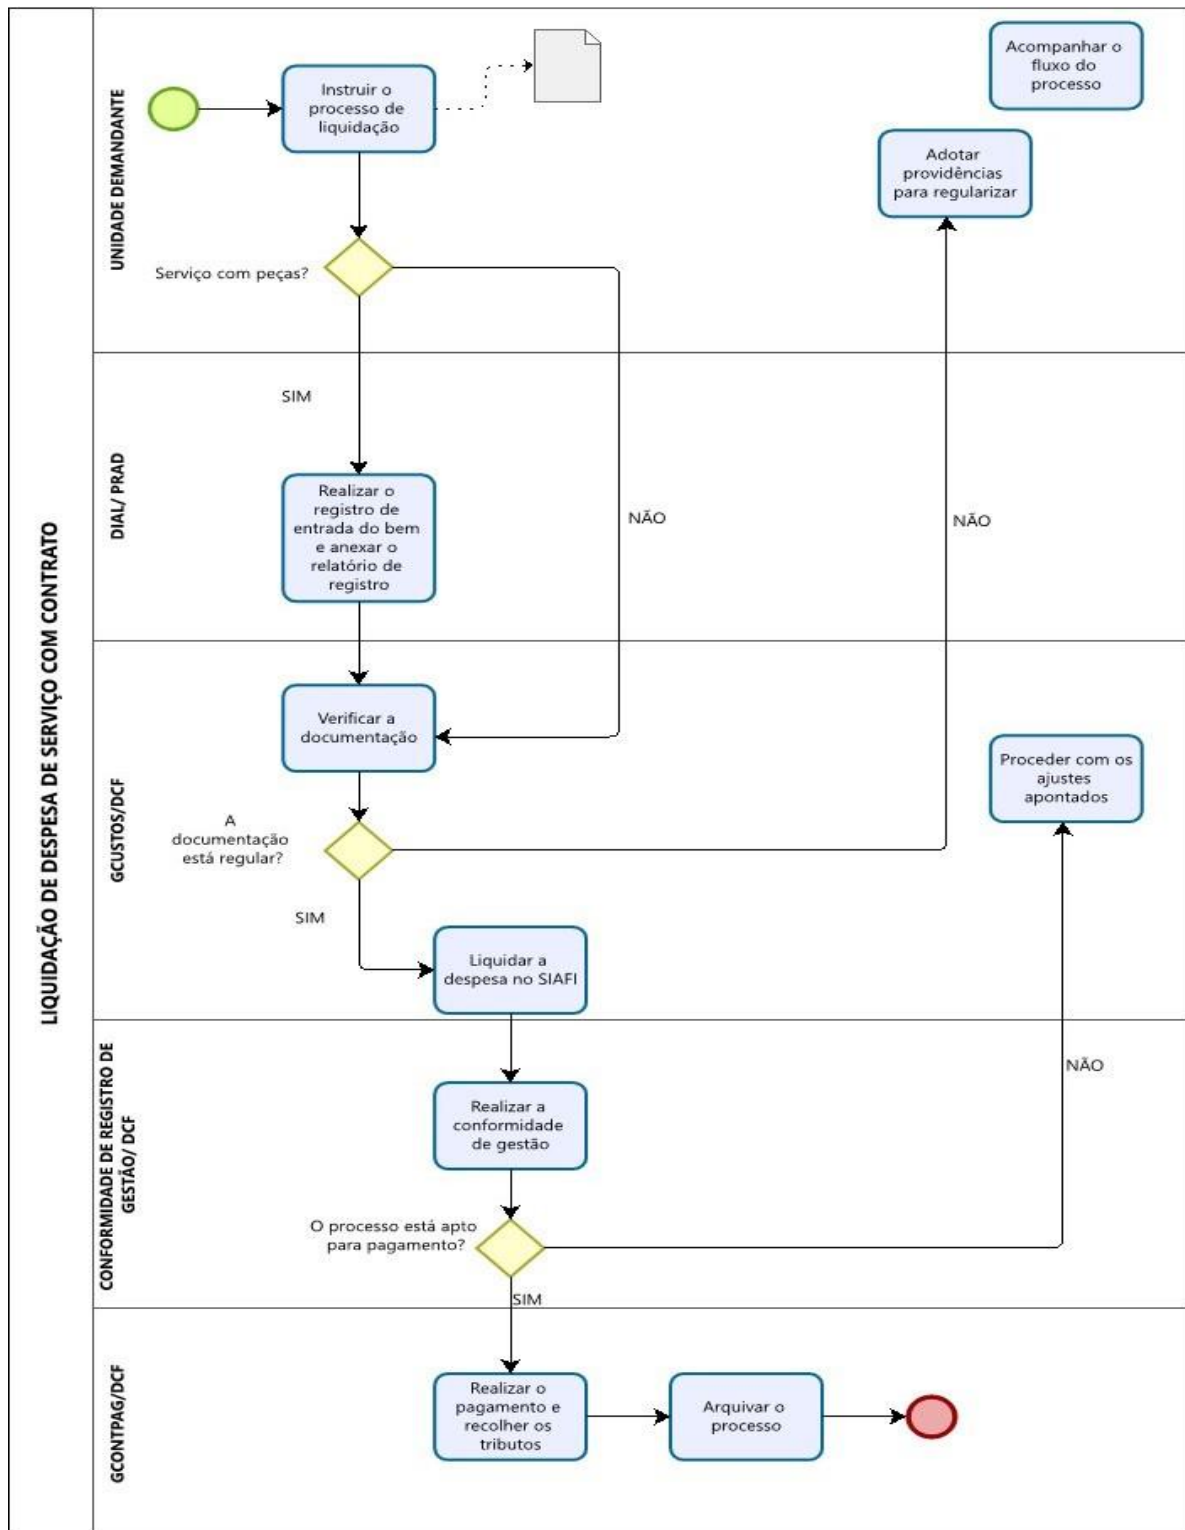 LIQUIDAÇÃO DE DESPESA DE SERVIÇO COM CONTRATO
UNIDADE DEMANDANTE
Instruir o
processo de
liquidação
Acompanhar o
fluxo do
processo
Adotar
providências
para regularizar
Serviço com peças?
DIAL/ PRAD
SIM
Realizar o
registro de
entrada do bem
e anexar o
relatório de
registro
NÃO
NÃO
GCUSTOS/DCF
Verificar a
documentação
Proceder com os
ajustes
apontados
A
documentação
está regular?
SIM
Liquidar a
despesa no SIAFI
CONFORMIDADE DE REGISTRO DE
GESTÃO/ DCF
NÃO
Realizar a
conformidade
de gestão
O processo está apto
para pagamento?
SIM
GCONTPAG/DCF
Realizar o
pagamento e
recolher os
tributos
Arquivar o
processo